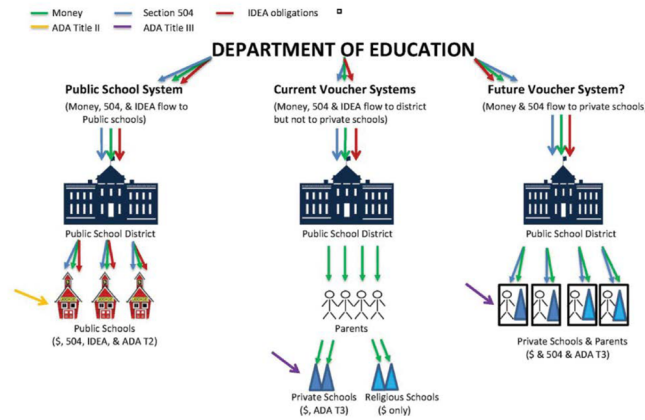 Money Section 504 IDEA obligations
ADA Title II ADA Title III
DEPARTMENT OF EDUCATION
Public School System
(Money, 504, & IDEA flow to
Public schools)
Current Voucher Systems
(Money, 504 & IDEA flow to district
but not to private schools)
Future Voucher System?
(Money & 504 flow to private schools)
Public School District
Public School District
Public School District
Public Schools
($, 504, IDEA, & ADA T2)
Parents
Private Schools
($, ADA T3)
Religious Schools
($ only)
Private Schools & Parents
($ & 504 & ADA T3)